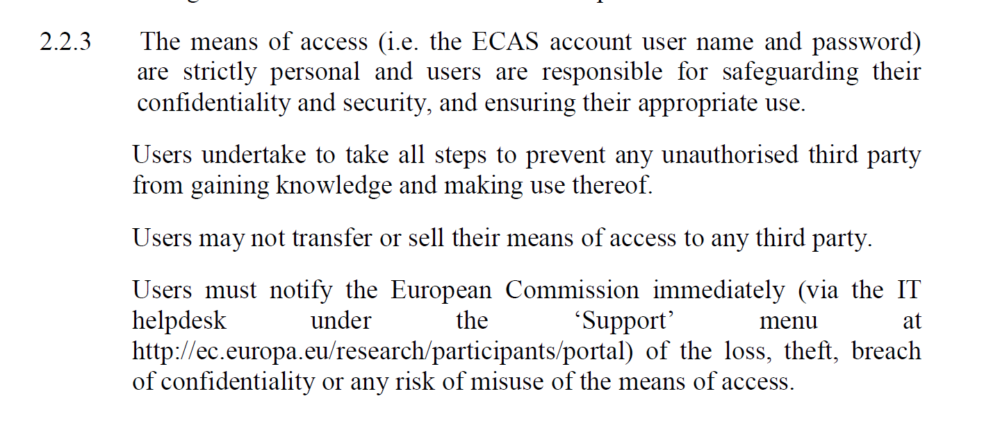 2.2.3 The means of access (i.e. the ECAS account user name and password)
are strictly personal and users are responsible for safeguarding their
confidentiality and security, and ensuring their appropriate use.
Users undertake to take all steps to prevent any unauthorised third party
from gaining knowledge and making use thereof.
Users may not transfer or sell their means of access to any third party.
Users must notify the European Commission immediately (via the IT
helpdesk under the ‘Support’ menu at
http://ec.europa.eu/research/participants/portal) of the loss, theft, breach
of confidentiality or any risk of misuse of the means of access.